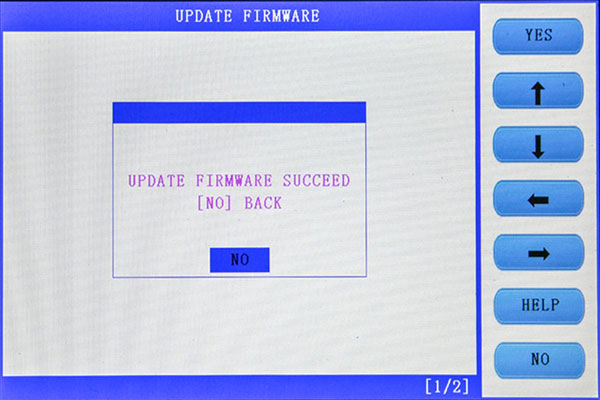 UPDATE FIRMWARE
UPDATE FIRMWARE SUCCEED
[NO] BACK
NO
[1/2]
YES
HELP
NO